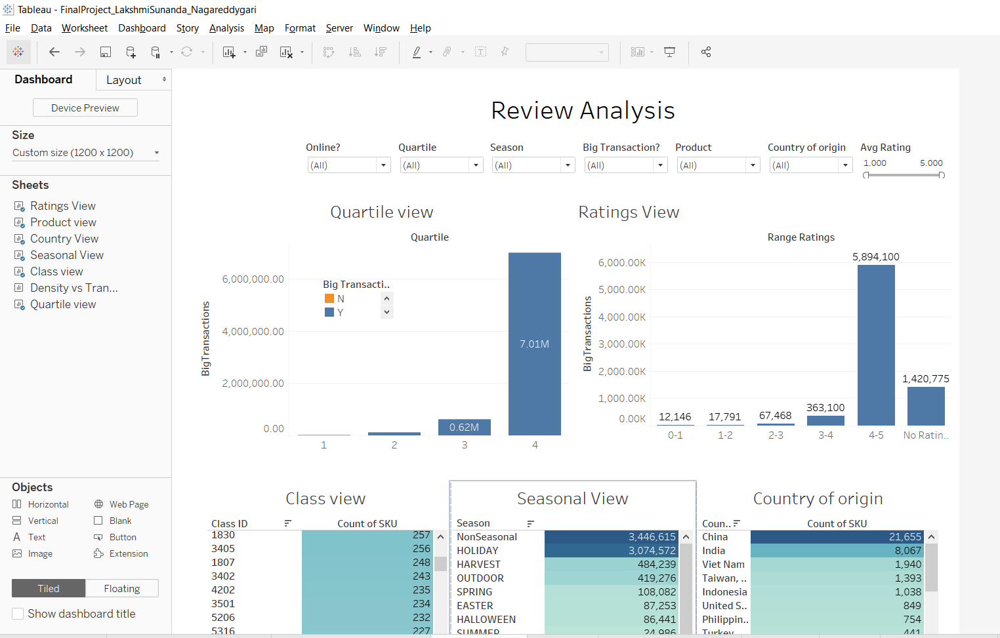 Tableau - FinalProject_LakshmiSunanda_Nagareddygari
File Data Worksheet Dashboard Story Analysis Map Format Server Window Help
Dashboard Layout
Device Preview
Size
Custom size (1200 x 1200)
Sheets
Ratings View
Product view
Country View
Seasonal View
Class view
Density vs Tran...
Quartile view
Objects
Horizontal Web Page
Vertical Blank
Text Button
Image Extension
Tiled Floating
Show dashboard title
Review Analysis
Online? Quartile Season Big Transaction? Product Country of origin Avg Rating
(All) (All) (All) (All) (All) (All) 1.000 5.000
Quartile view
Quartile
BigTransactions
6,000,000.00
4,000,000.00
2,000,000.00
0.00
Big Transacti..
N
Y
7.01M
0.62M
1 2 3 4
Ratings View
Range Ratings
BigTransactions
6,000.00K
5,000.00K
4,000.00K
3,000.00K
2,000.00K
1,000.00K
0.00K
12,146 17,791 67,468 363,100 5,894,100 1,420,775
0-1 1-2 2-3 3-4 4-5 No Ratin..
Class view
Class ID Count of SKU
1830 257
3405 256
1807 248
3402 243
4202 235
3501 234
5206 232
5316 227
Seasonal View
Season
NonSeasonal 3,446,615
HOLIDAY 3,074,572
HARVEST 484,239
OUTDOOR 419,276
SPRING 108,082
EASTER 87,253
HALLOWEEN 86,441
SUMMER 24,986
Country of origin
Coun.. Count of SKU
China 21,655
India 8,067
Viet Nam 1,940
Taiwan, .. 1,393
Indonesia 1,038
United S.. 849
Philippin.. 754
Turkey 441